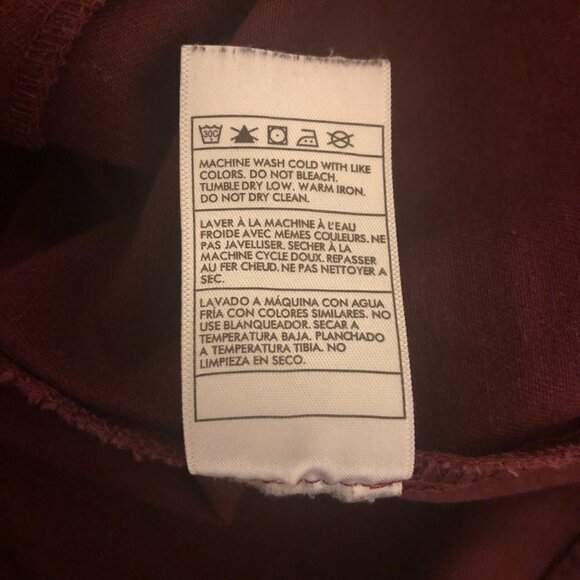 30C
MACHINE WASH COLD WITH LIKE
COLORS. DO NOT BLEACH.
TUMBLE DRY LOW. WARM IRON.
DO NOT DRY CLEAN.
LAVER À LA MACHINE À L'EAU
FROIDE AVEC MEMES COULEURS. NE
PAS JAVELLISER. SECHER À LA
MACHINE CYCLE DOUX. REPASSER
AU FER CHEUD. NE PAS NETTOYER A
SEC.
LAVADO A MÁQUINA CON AGUA
FRÍA CON COLORES SIMILARES. NO
USE BLANQUEADOR. SECAR A
TEMPERATURA BAJA. PLANCHADO
A TEMPERATURA TIBIA. NO
LIMPIEZA EN SECO.